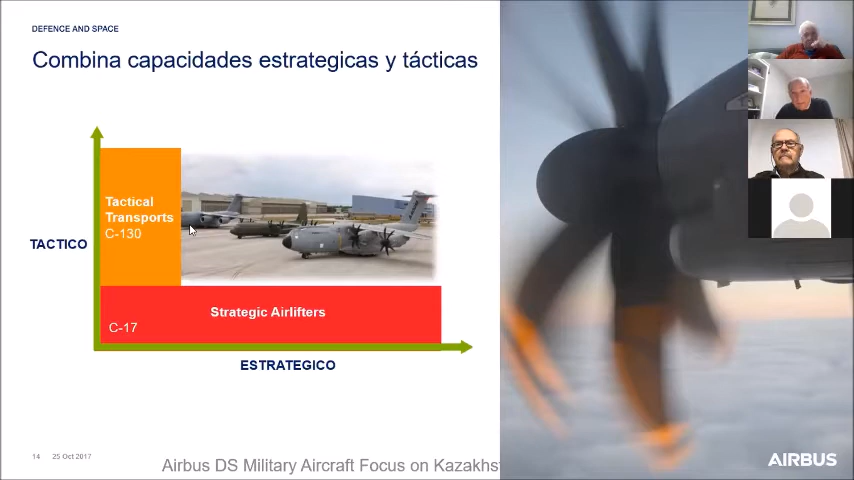 DEFENCE AND SPACE
Combina capacidades estrategicas y tácticas
Tactical
Transports
C-130
TACTICO
Strategic Airlifters
C-17
ESTRATEGICO
14 25 Oct 2017
Airbus DS Military Aircraft Focus on Kazakhst
AIRBUS